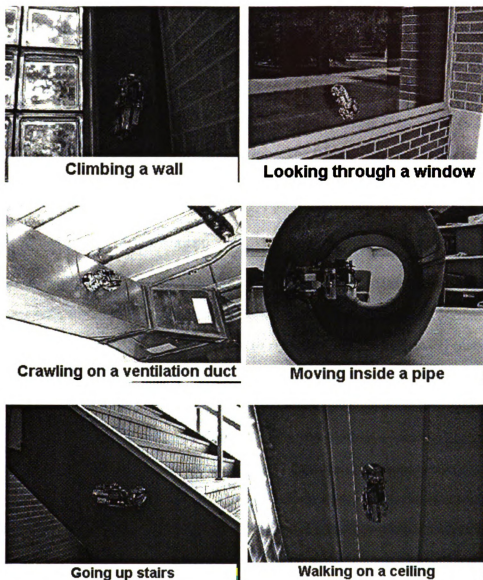 Climbing a wall
Looking through a window
Crawling on a ventilation duct
Moving inside a pipe
Going up stairs
Walking on a ceiling